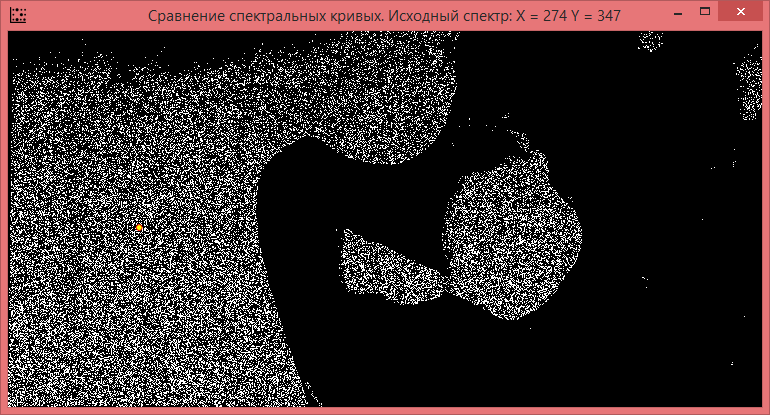 Сравнение спектральных кривых. Исходный спектр: X = 274 Y = 347